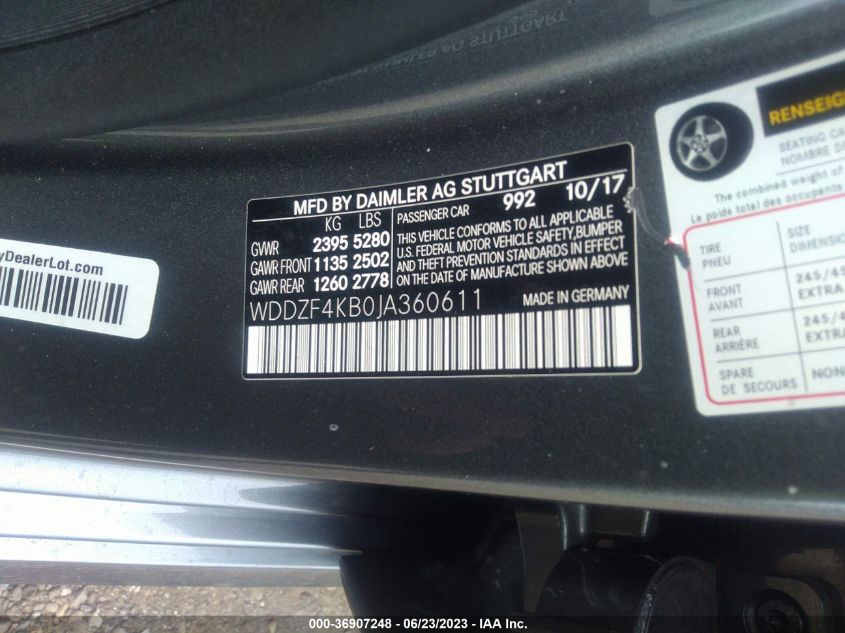 MFD BY DAIMLER AG STUTTGART
KG LBS
PASSENGER CAR 992 10/17
GVWR 2395 5280
GAWR FRONT 1135 2502
GAWR REAR 1260 2778
THIS VEHICLE CONFORMS TO ALL APPLICABLE
U.S. FEDERAL MOTOR VEHICLE SAFETY,BUMPER
AND THEFT PREVENTION STANDARDS IN EFFECT
ON THE DATE OF MANUFACTURE SHOWN ABOVE
WDDZF4KB0JA360611 MADE IN GERMANY
yDealerLot.com
RENSEIG
SEATING CA
NOMBRE D
The combined weight of
Le poids total des occupants
TIRE
PNEU
SIZE
DIMENSIO
FRONT
AVANT
245/4
EXTRA
REAR
ARRIÈRE
245/4
EXTRA
SPARE
DE SECOURS
NON
000-36907248 - 06/23/2023 - IAA Inc.